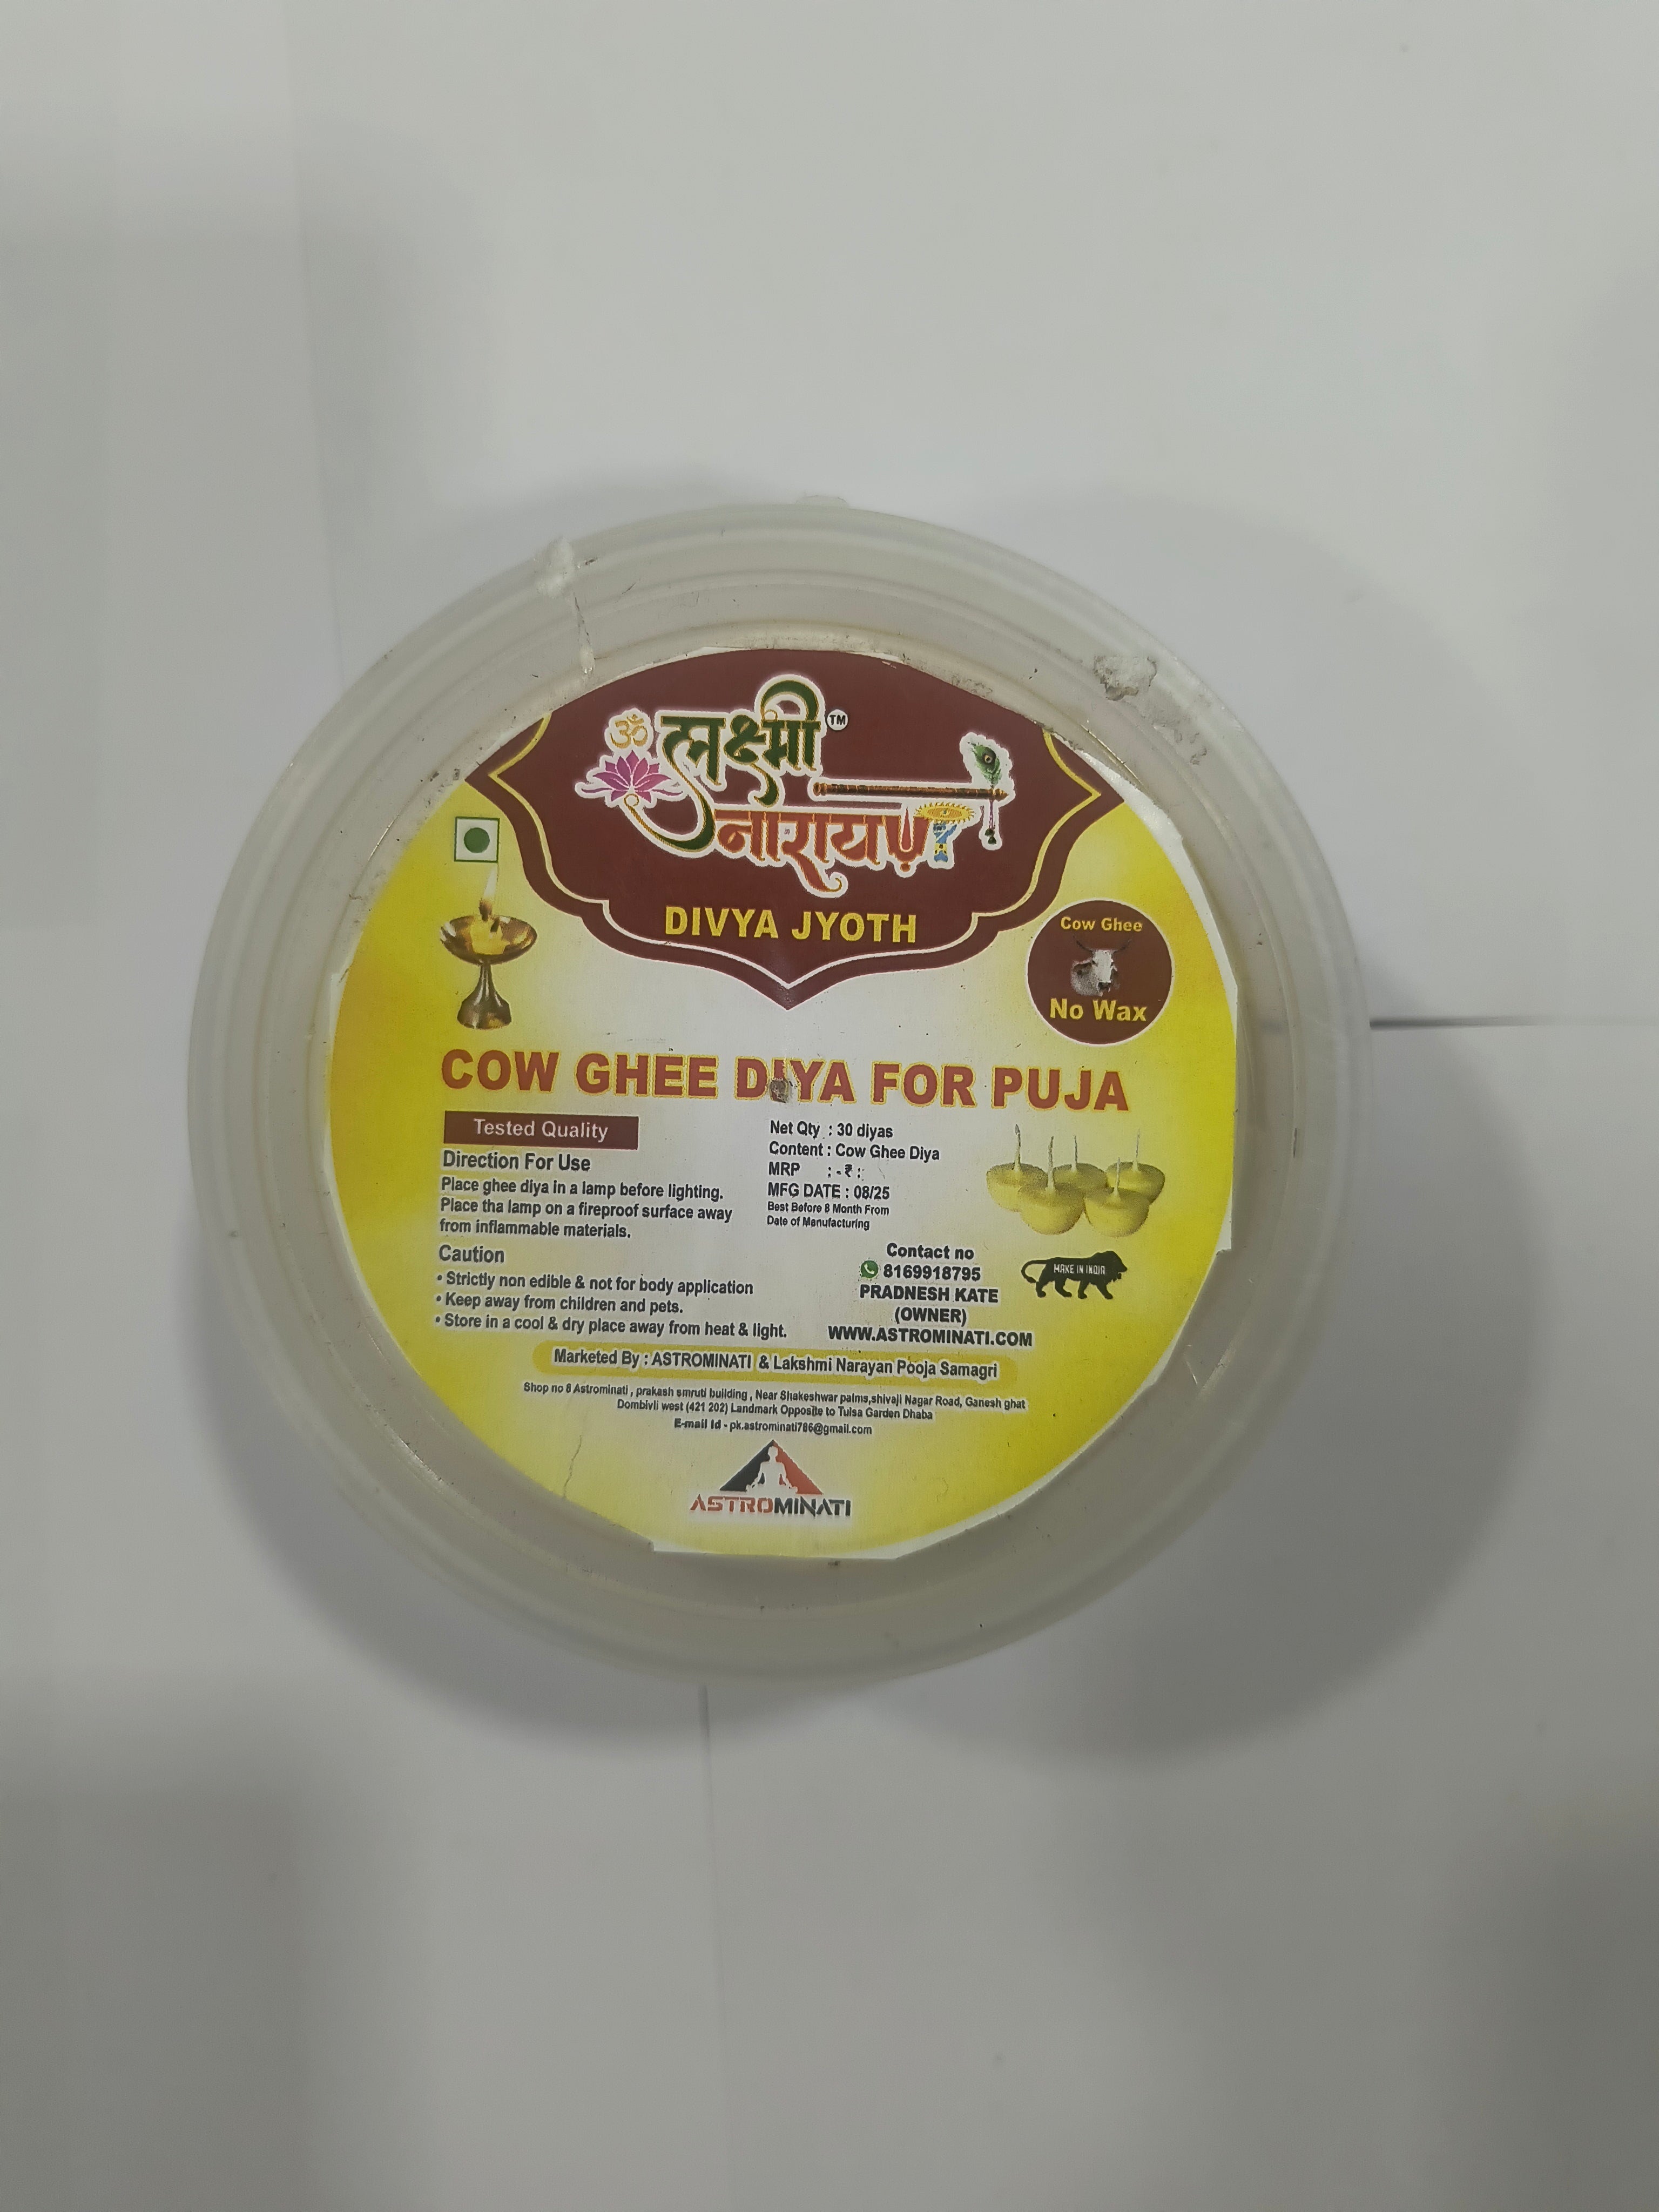 ॐ लक्ष्मी TM
नारायण
DIVYA JYOTH
Cow Ghee
No Wax
COW GHEE DIYA FOR PUJA
Tested Quality
Direction For Use
Place ghee diya in a lamp before lighting.
Place tha lamp on a fireproof surface away
from inflammable materials.
Caution
• Strictly non edible & not for body application
• Keep away from children and pets.
• Store in a cool & dry place away from heat & light.
Net Qty : 30 diyas
Content : Cow Ghee Diya
MRP : - ₹ :
MFG DATE : 08/25
Best Before 8 Month From
Date of Manufacturing
Contact no
8169918795
PRADNESH KATE
(OWNER)
WWW.ASTROMINATI.COM
MAKE IN INDIA
Marketed By : ASTROMINATI & Lakshmi Narayan Pooja Samagri
Shop no 8 Astrominati , prakash smruti building , Near Shakeshwar palms,shivaji Nagar Road, Ganesh ghat
Dombivli west (421 202) Landmark Opposite to Tulsa Garden Dhaba
E-mail Id - pk.astrominati786@gmail.com
ASTROMINATI